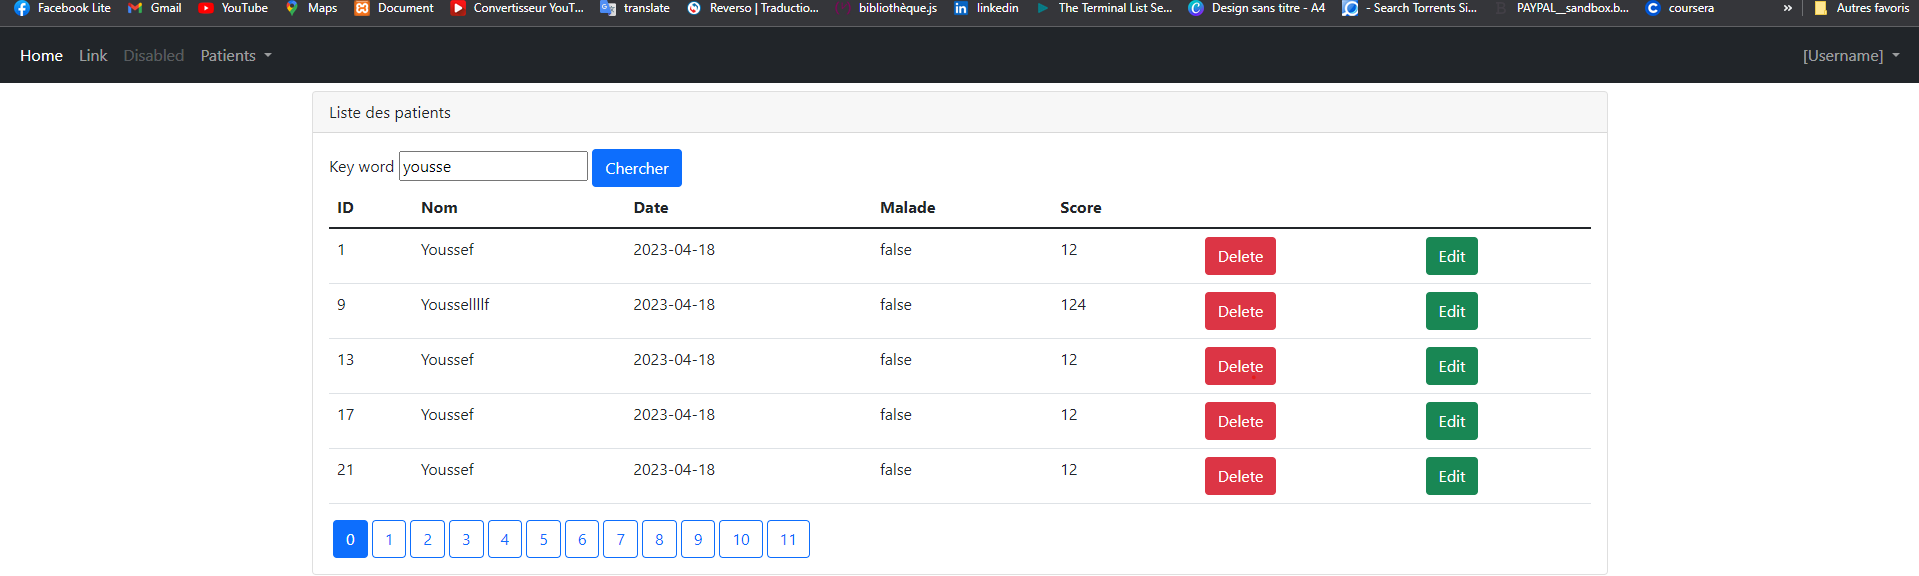 Facebook Lite Gmail YouTube Maps Document Convertisseur YouT... translate Reverso | Traductio... bibliothèque.js linkedin The Terminal List Se... Design sans titre - A4 - Search Torrents Si... PAYPAL__sandbox.b... coursera » Autres favoris
Home Link Disabled Patients [Username]
Liste des patients
Key word yousse Chercher
ID Nom Date Malade Score
1 Youssef 2023-04-18 false 12 Delete Edit
9 Youssellllf 2023-04-18 false 124 Delete Edit
13 Youssef 2023-04-18 false 12 Delete Edit
17 Youssef 2023-04-18 false 12 Delete Edit
21 Youssef 2023-04-18 false 12 Delete Edit
0 1 2 3 4 5 6 7 8 9 10 11